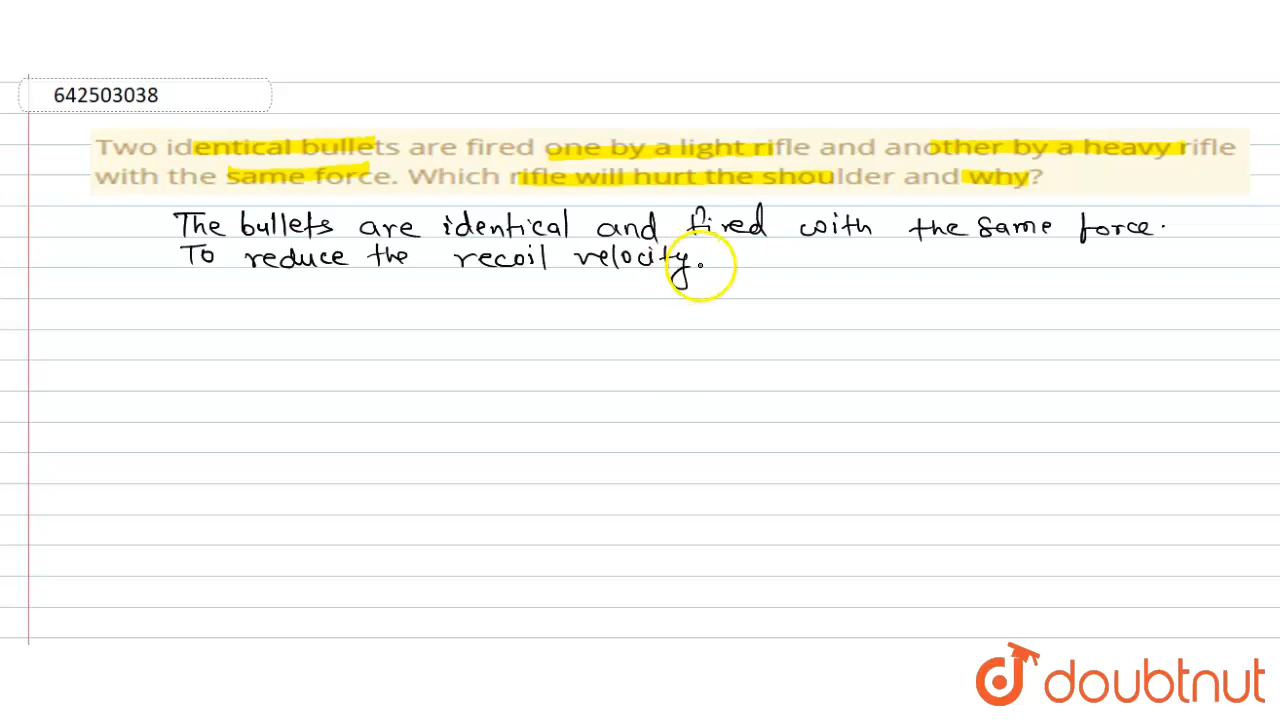 642503038
Two identical bullets are fired one by a light rifle and another by a heavy rifle
with the same force. Which rifle will hurt the shoulder and why?
The bullets are identical and fired with the same force.
To reduce the recoil velocity.
doubtnut